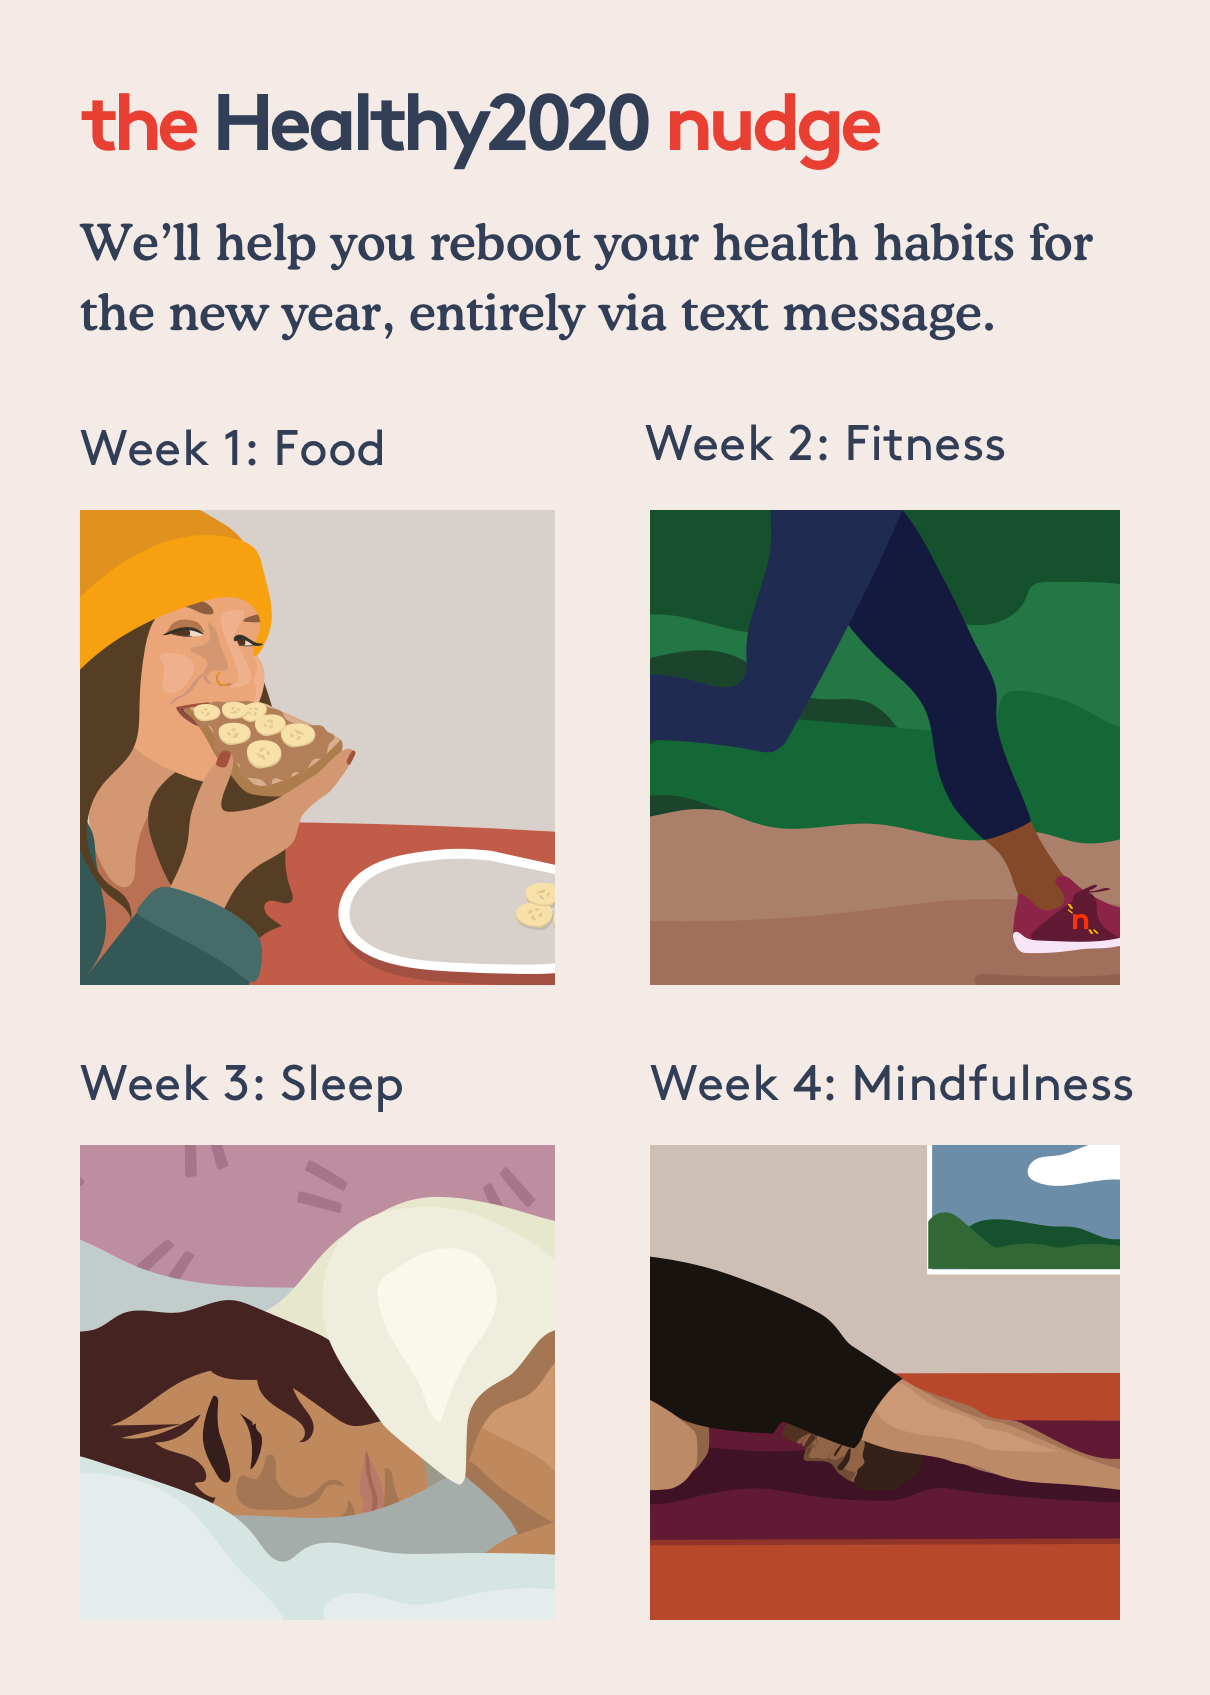 the Healthy2020 nudge
We’ll help you reboot your health habits for
the new year, entirely via text message.
Week 1: Food
Week 2: Fitness
n
Week 3: Sleep
Week 4: Mindfulness